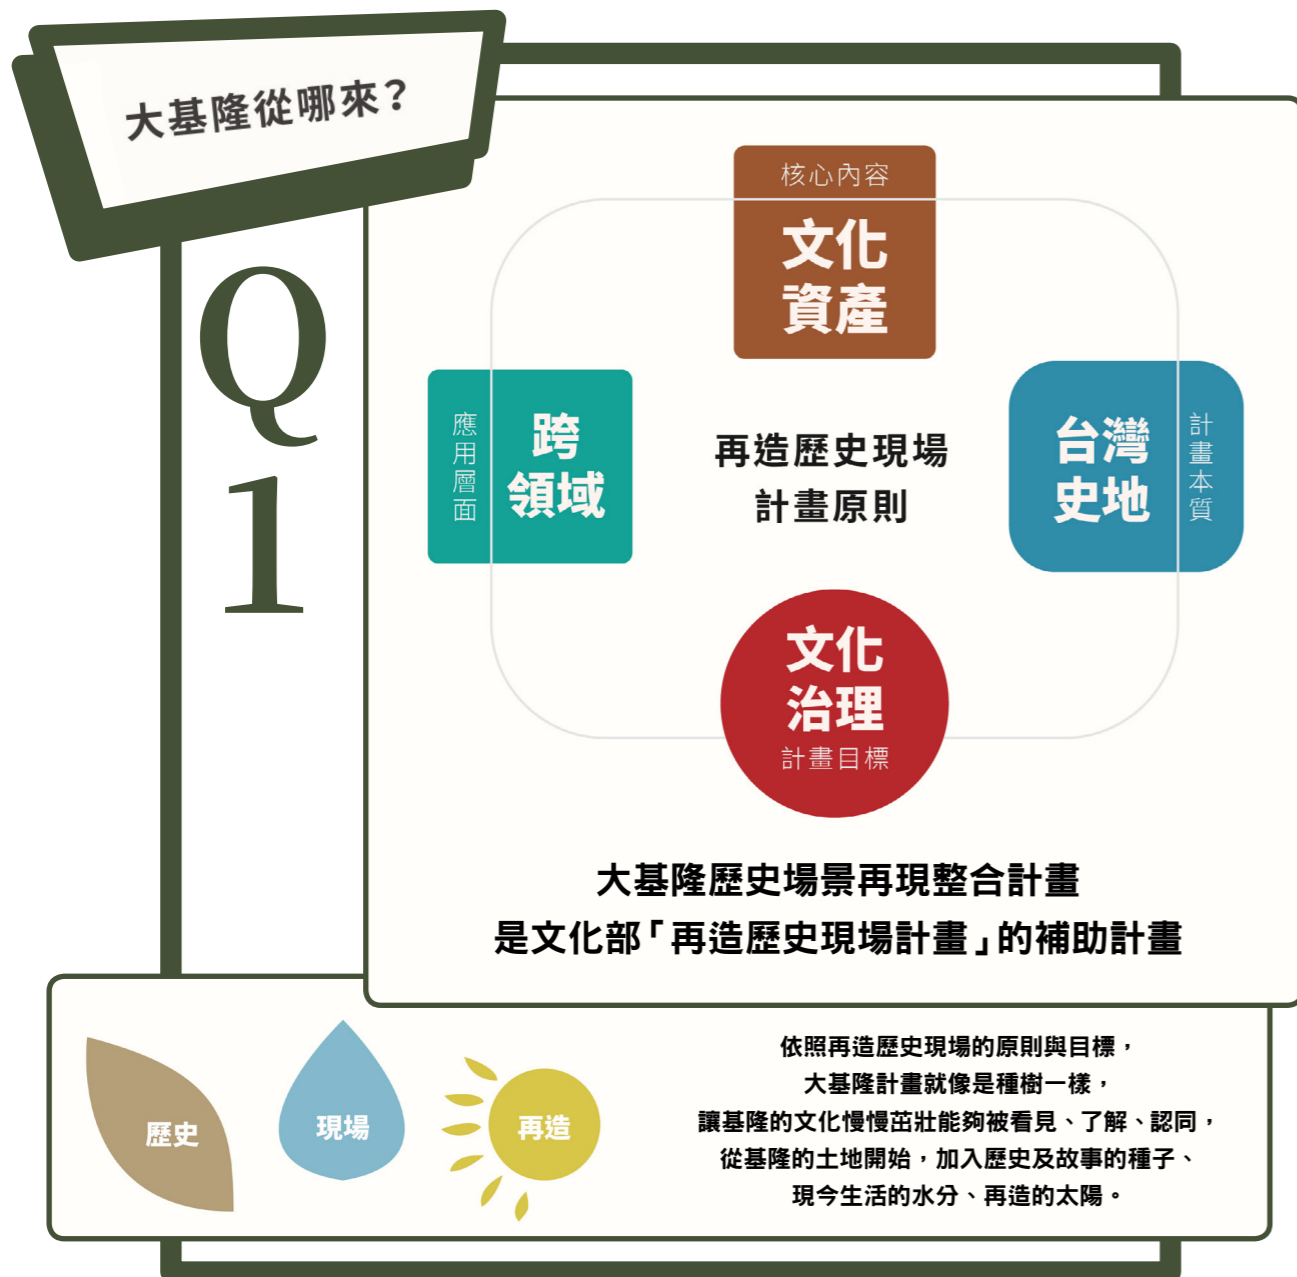 大基隆從哪來？
Q
1
核心內容
文化
資產
應用層面
跨
領域
再造歷史現場
計畫原則
台灣
史地
計畫本質
文化
治理
計畫目標
大基隆歷史場景再現整合計畫
是文化部「再造歷史現場計畫」的補助計畫
歷史
現場
再造
依照再造歷史現場的原則與目標，
大基隆計畫就像是種樹一樣，
讓基隆的文化慢慢茁壯能夠被看見、了解、認同，
從基隆的土地開始，加入歷史及故事的種子、
現今生活的水分、再造的太陽。